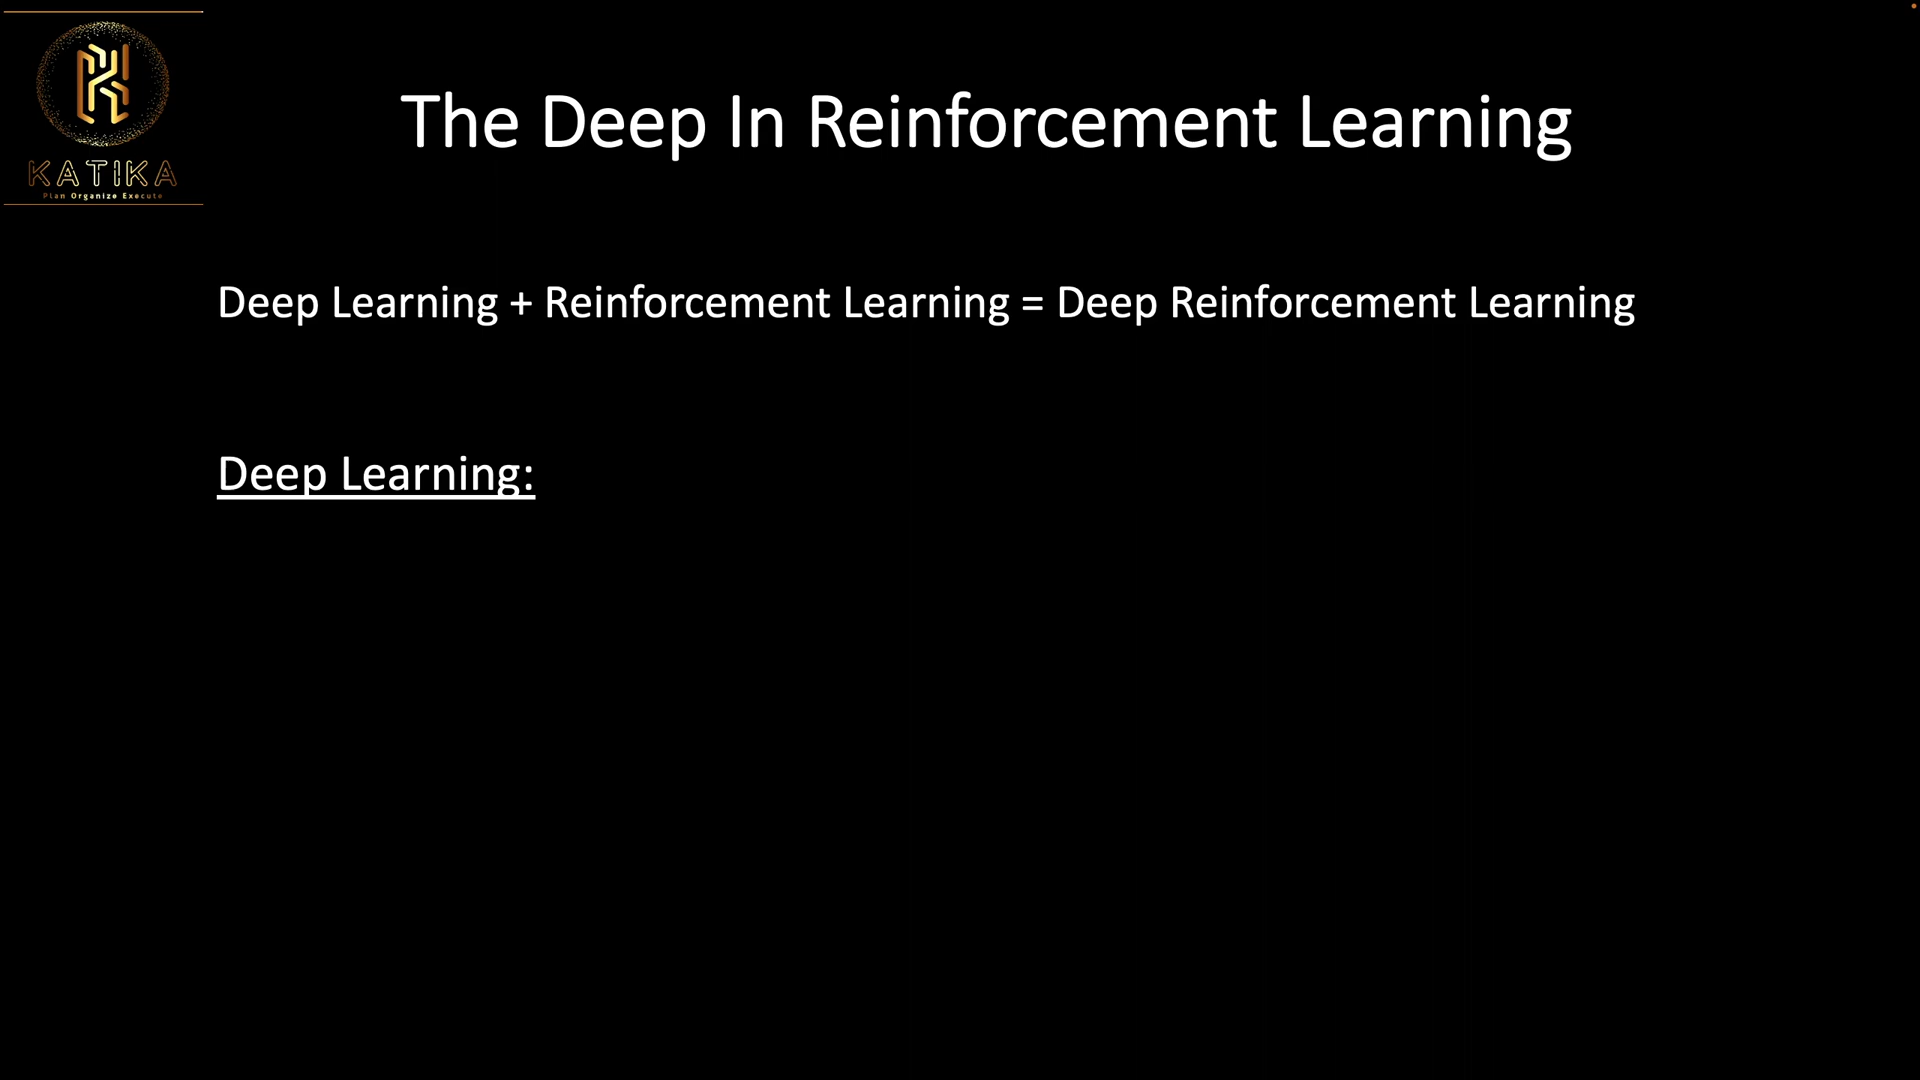 KATIKA
Plan Organize Execute
The Deep In Reinforcement Learning
Deep Learning + Reinforcement Learning = Deep Reinforcement Learning
Deep Learning: